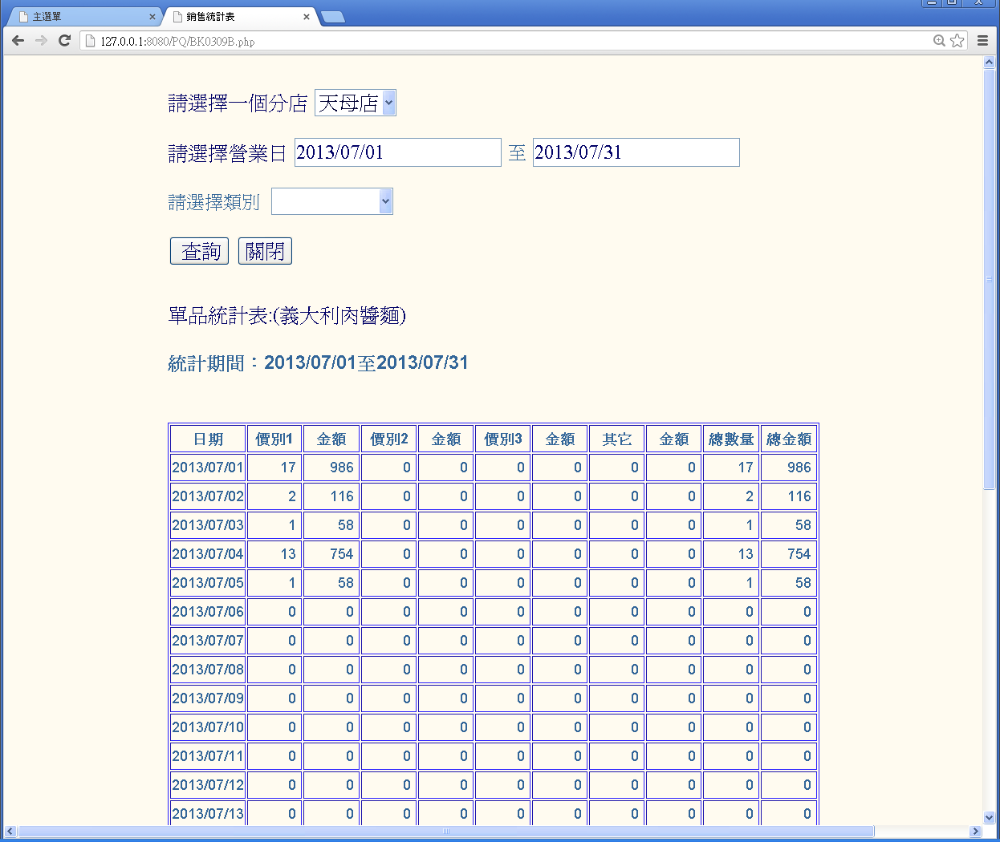 主選單 銷售統計表
127.0.0.1:8080/PQ/BK0309B.php
請選擇一個分店 天母店
請選擇營業日 2013/07/01 至 2013/07/31
請選擇類別
查詢 關閉
單品統計表:(義大利肉醬麵)
統計期間：2013/07/01至2013/07/31
日期 價別1 金額 價別2 金額 價別3 金額 其它 金額 總數量 總金額
2013/07/01 17 986 0 0 0 0 0 0 17 986
2013/07/02 2 116 0 0 0 0 0 0 2 116
2013/07/03 1 58 0 0 0 0 0 0 1 58
2013/07/04 13 754 0 0 0 0 0 0 13 754
2013/07/05 1 58 0 0 0 0 0 0 1 58
2013/07/06 0 0 0 0 0 0 0 0 0 0
2013/07/07 0 0 0 0 0 0 0 0 0 0
2013/07/08 0 0 0 0 0 0 0 0 0 0
2013/07/09 0 0 0 0 0 0 0 0 0 0
2013/07/10 0 0 0 0 0 0 0 0 0 0
2013/07/11 0 0 0 0 0 0 0 0 0 0
2013/07/12 0 0 0 0 0 0 0 0 0 0
2013/07/13 0 0 0 0 0 0 0 0 0 0